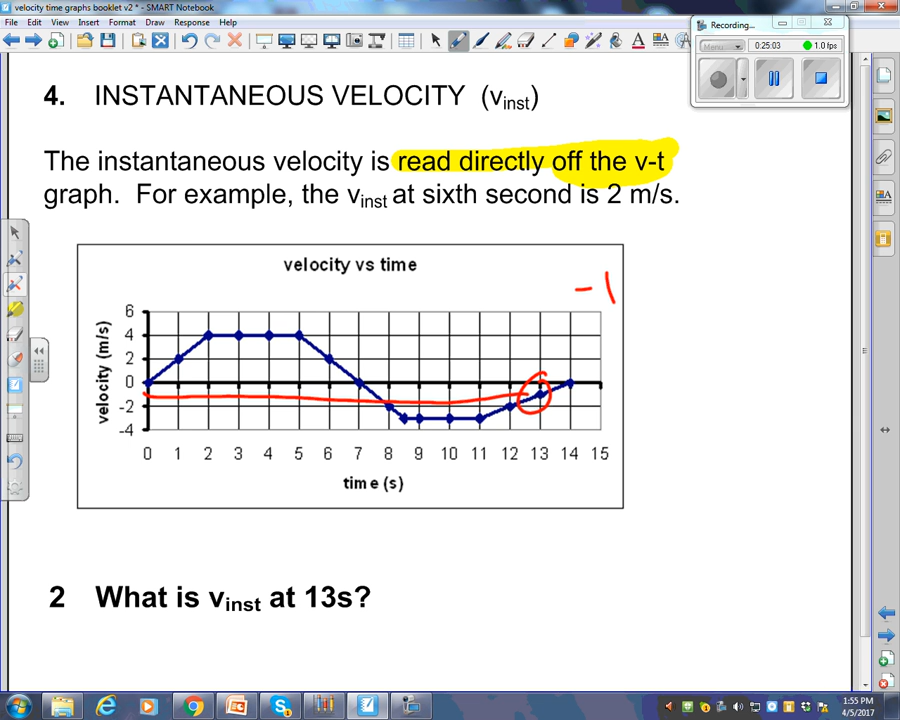 velocity time graphs booklet v2 * - SMART Notebook
File Edit View Insert Format Draw Response Help
Recording...
Menu
0:25:03 1.0 fps
4. INSTANTANEOUS VELOCITY (vinst)
The instantaneous velocity is read directly off the v-t
graph. For example, the vinst at sixth second is 2 m/s.
velocity vs time
-1
velocity (m/s)
6
4
2
0
-2
-4
0 1 2 3 4 5 6 7 8 9 10 11 12 13 14 15
time (s)
2 What is vinst at 13s?
1:55 PM
4/5/2017